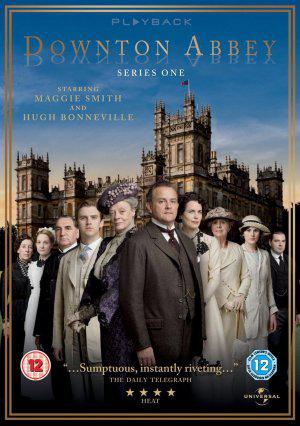 PLAYBACK
DOWNTON ABBEY
SERIES ONE
STARRING
MAGGIE SMITH
AND
HUGH BONNEVILLE
12
"...Sumptuous, instantly riveting..."
THE DAILY TELEGRAPH
★ ★ ★ ★
HEAT
12
UNIVERSAL